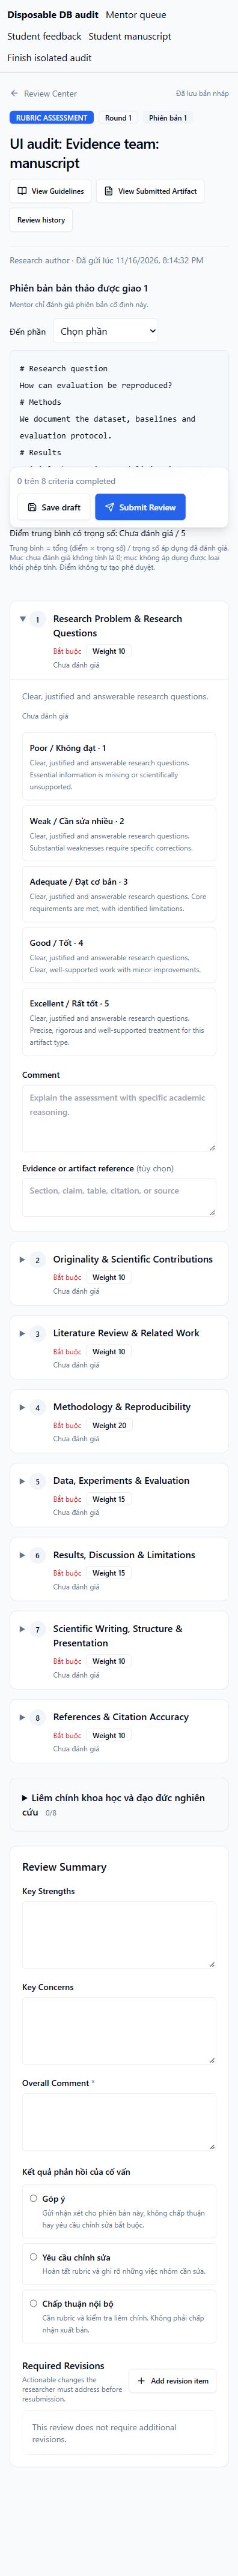 Disposable DB audit Mentor queue
Student feedback Student manuscript
Finish isolated audit
← Review Center Đã lưu bản nháp
RUBRIC ASSESSMENT Round 1 Phiên bản 1
UI audit: Evidence team:
manuscript
View Guidelines View Submitted Artifact
Review history
Research author · Đã gửi lúc 11/16/2026, 8:14:32 PM
Phiên bản bản thảo được giao 1
Mentor chỉ đánh giá phiên bản cố định này.
Đến phần Chọn phần
# Research question
How can evaluation be reproduced?
# Methods
We document the dataset, baselines and
evaluation protocol.
# Results
0 trên 8 criteria completed
Save draft Submit Review
Điểm trung bình có trọng số: Chưa đánh giá / 5
Trung bình = tổng (điểm × trọng số) / trọng số áp dụng đã đánh giá.
Mục chưa đánh giá không tính là 0; mục không áp dụng được loại
khỏi phép tính. Điểm không tự tạo phê duyệt.
1 Research Problem & Research
Questions
Bắt buộc Weight 10
Chưa đánh giá
Clear, justified and answerable research questions.
Chưa đánh giá
Poor / Không đạt · 1
Clear, justified and answerable research questions.
Essential information is missing or scientifically
unsupported.
Weak / Cần sửa nhiều · 2
Clear, justified and answerable research questions.
Substantial weaknesses require specific corrections.
Adequate / Đạt cơ bản · 3
Clear, justified and answerable research questions. Core
requirements are met, with identified limitations.
Good / Tốt · 4
Clear, justified and answerable research questions.
Clear, well-supported work with minor improvements.
Excellent / Rất tốt · 5
Clear, justified and answerable research questions.
Precise, rigorous and well-supported treatment for this
artifact type.
Comment
Explain the assessment with specific academic
reasoning.
Evidence or artifact reference (tùy chọn)
Section, claim, table, citation, or source
2 Originality & Scientific Contributions
Bắt buộc Weight 10
Chưa đánh giá
3 Literature Review & Related Work
Bắt buộc Weight 10
Chưa đánh giá
4 Methodology & Reproducibility
Bắt buộc Weight 20
Chưa đánh giá
5 Data, Experiments & Evaluation
Bắt buộc Weight 15
Chưa đánh giá
6 Results, Discussion & Limitations
Bắt buộc Weight 15
Chưa đánh giá
7 Scientific Writing, Structure &
Presentation
Bắt buộc Weight 10
Chưa đánh giá
8 References & Citation Accuracy
Bắt buộc Weight 10
Chưa đánh giá
Liêm chính khoa học và đạo đức nghiên
cứu 0/8
Review Summary
Key Strengths
Key Concerns
Overall Comment *
Kết quả phản hồi của cố vấn
Góp ý
Gửi nhận xét cho phiên bản này, không chấp thuận
hay yêu cầu chỉnh sửa bắt buộc.
Yêu cầu chỉnh sửa
Hoàn tất rubric và ghi rõ những việc nhóm cần sửa.
Chấp thuận nội bộ
Cần rubric và kiểm tra liêm chính. Không phải chấp
nhận xuất bản.
Required Revisions
Actionable changes the
researcher must address before
resubmission.
+ Add revision item
This review does not require additional
revisions.